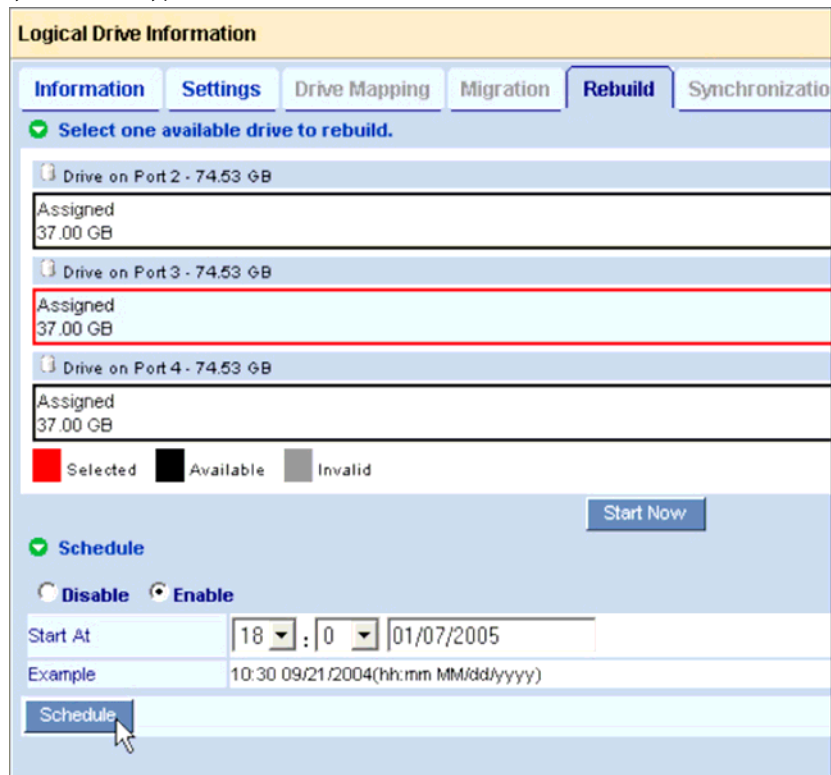 Logical Drive Information
Information Settings Drive Mapping Migration Rebuild Synchronizatio
Select one available drive to rebuild.
Drive on Port 2 - 74.53 GB
Assigned
37.00 GB
Drive on Port 3 - 74.53 GB
Assigned
37.00 GB
Drive on Port 4 - 74.53 GB
Assigned
37.00 GB
Selected Available Invalid
Start Now
Schedule
Disable Enable
Start At 18 : 0 01/07/2005
Example 10:30 09/21/2004(hh:mm MM/dd/yyyy)
Schedule